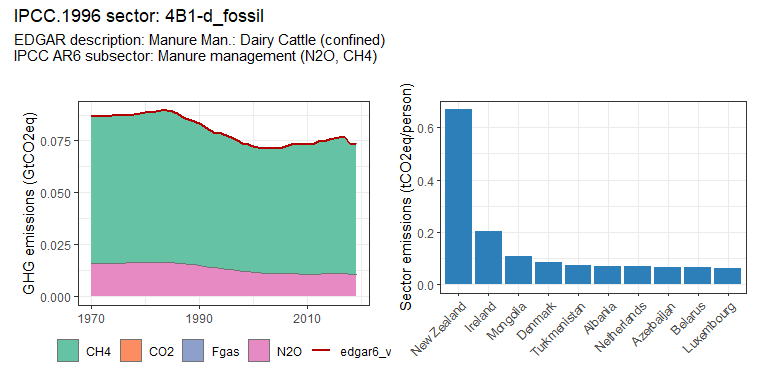 IPCC.1996 sector: 4B1-d_fossil
EDGAR description: Manure Man.: Dairy Cattle (confined)
IPCC AR6 subsector: Manure management (N2O, CH4)
GHG emissions (GtCO2eq)
0.075
0.050
0.025
0.000
1970
1990
2010
CH4
CO2
Fgas
N2O
edgar6_v
Sector emissions (tCO2eq/person)
0.6
0.4
0.2
0.0
New Zealand
Ireland
Mongolia
Denmark
Turkmenistan
Albania
Netherlands
Azerbaijan
Belarus
Luxembourg